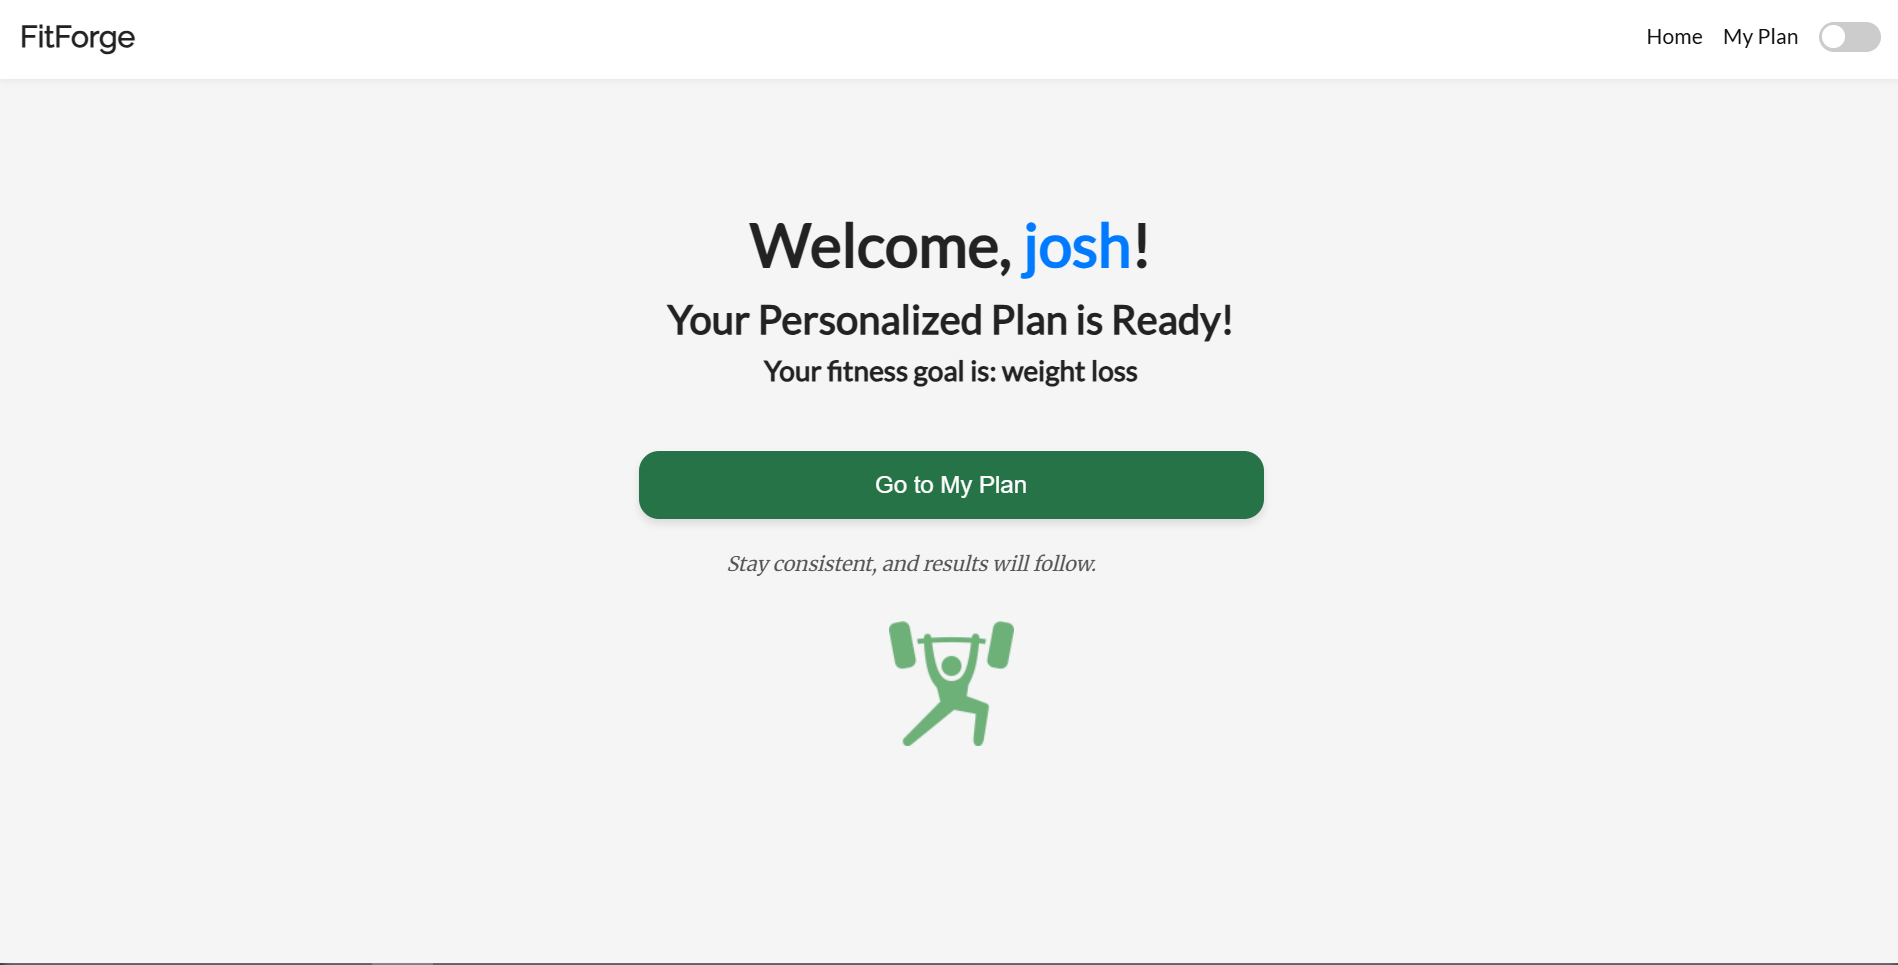 FitForge
Home My Plan
Welcome, josh!
Your Personalized Plan is Ready!
Your fitness goal is: weight loss
Go to My Plan
Stay consistent, and results will follow.